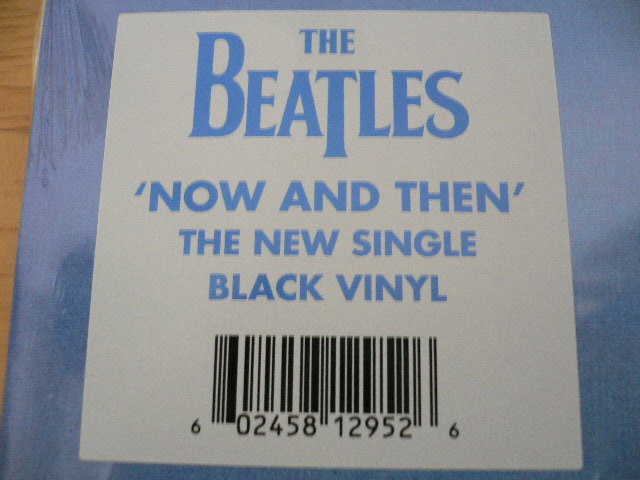 THE
BEATLES
‘NOW AND THEN’
THE NEW SINGLE
BLACK VINYL
6 02458 12952 6